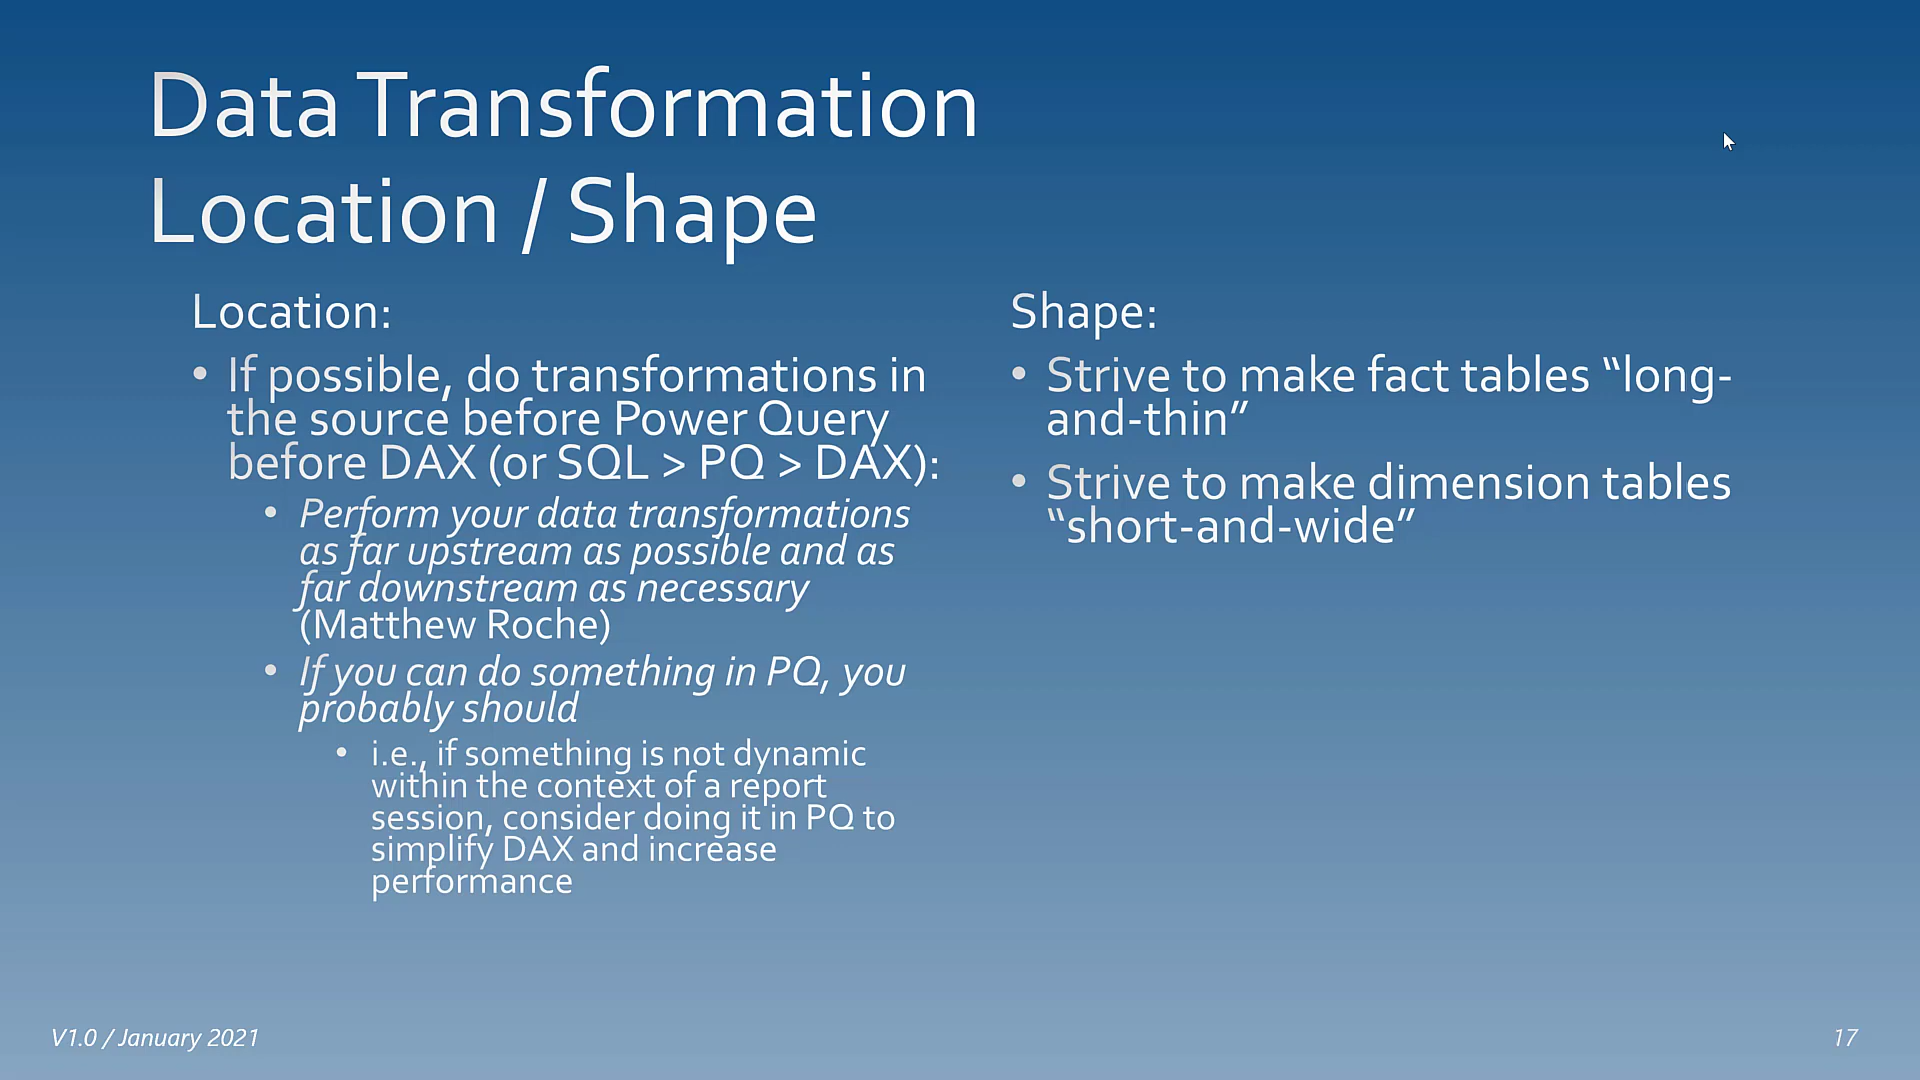 Data Transformation
Location / Shape
Location:
• If possible, do transformations in
the source before Power Query
before DAX (or SQL > PQ > DAX):
• Perform your data transformations
as far upstream as possible and as
far downstream as necessary
(Matthew Roche)
• If you can do something in PQ, you
probably should
• i.e., if something is not dynamic
within the context of a report
session, consider doing it in PQ to
simplify DAX and increase
performance
Shape:
• Strive to make fact tables “long-
and-thin”
• Strive to make dimension tables
“short-and-wide”
V1.0 / January 2021
17